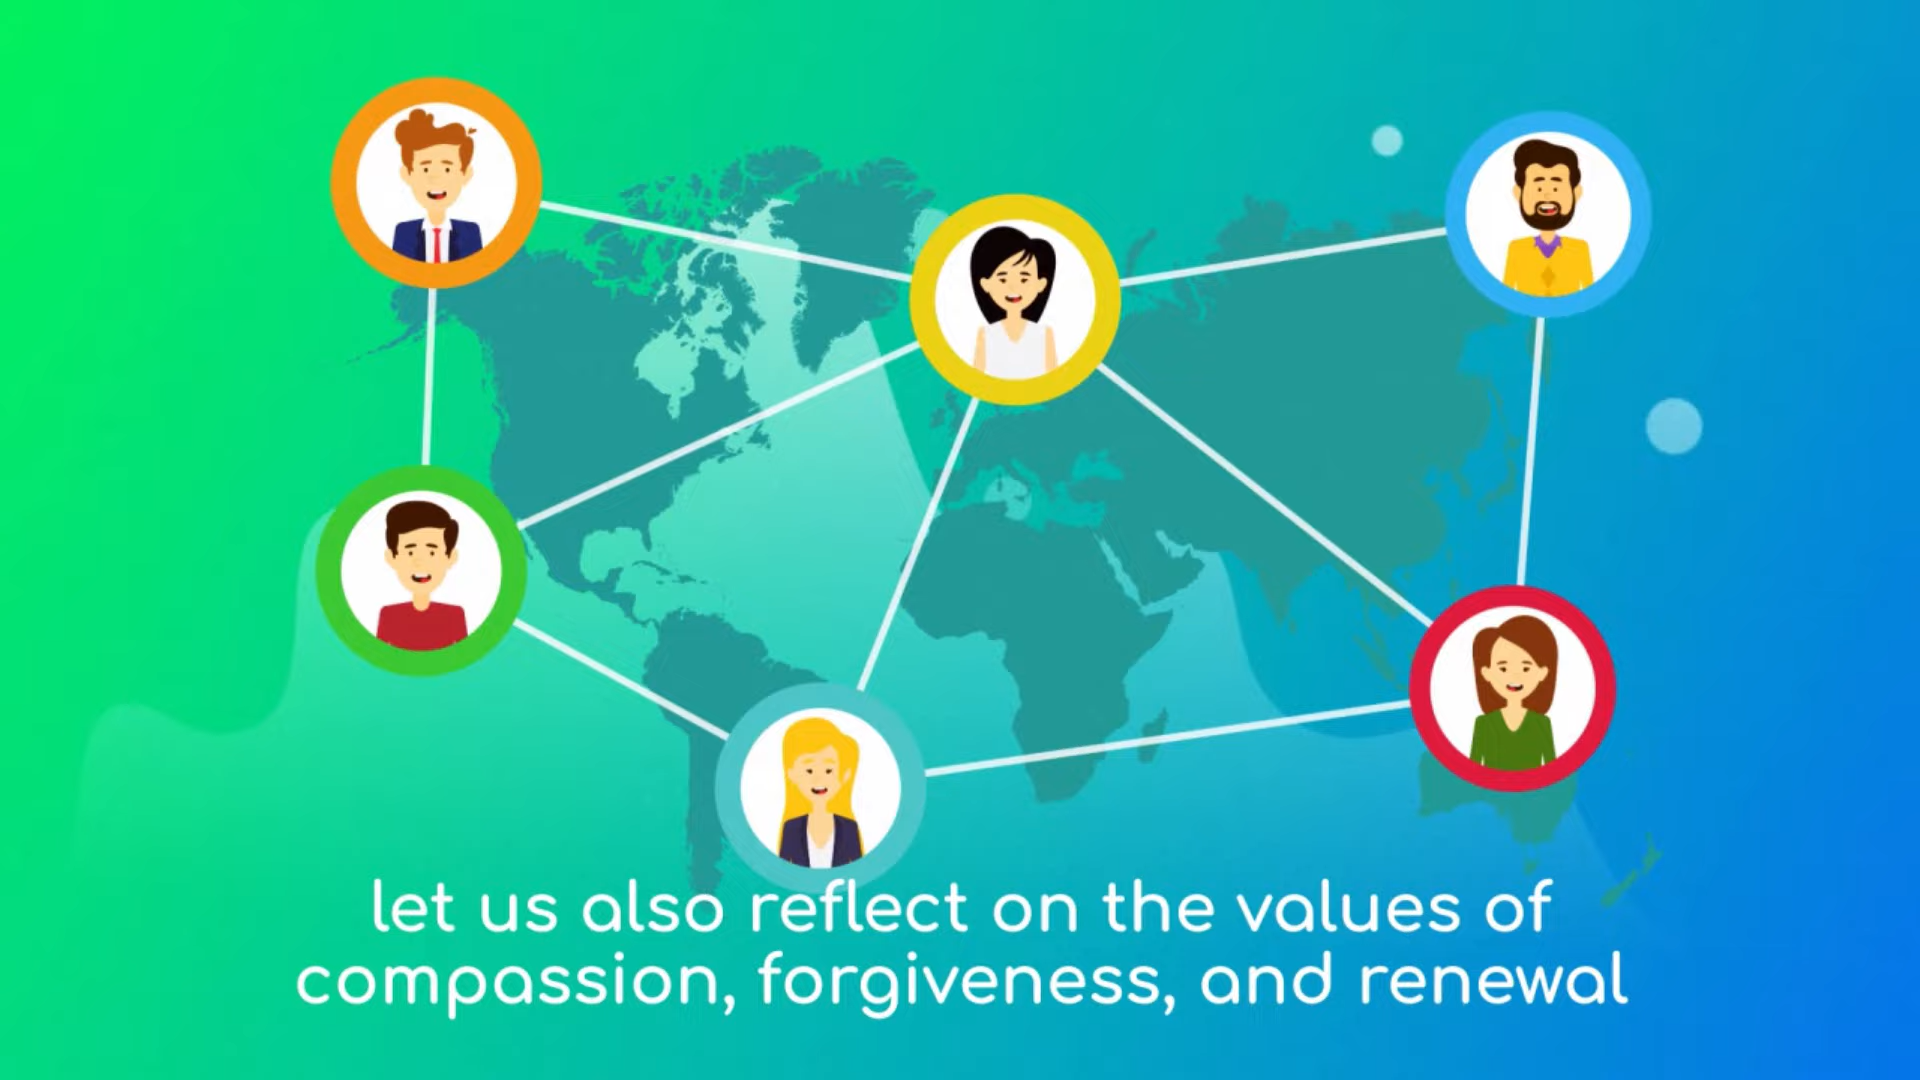 let us also reflect on the values of
compassion, forgiveness, and renewal